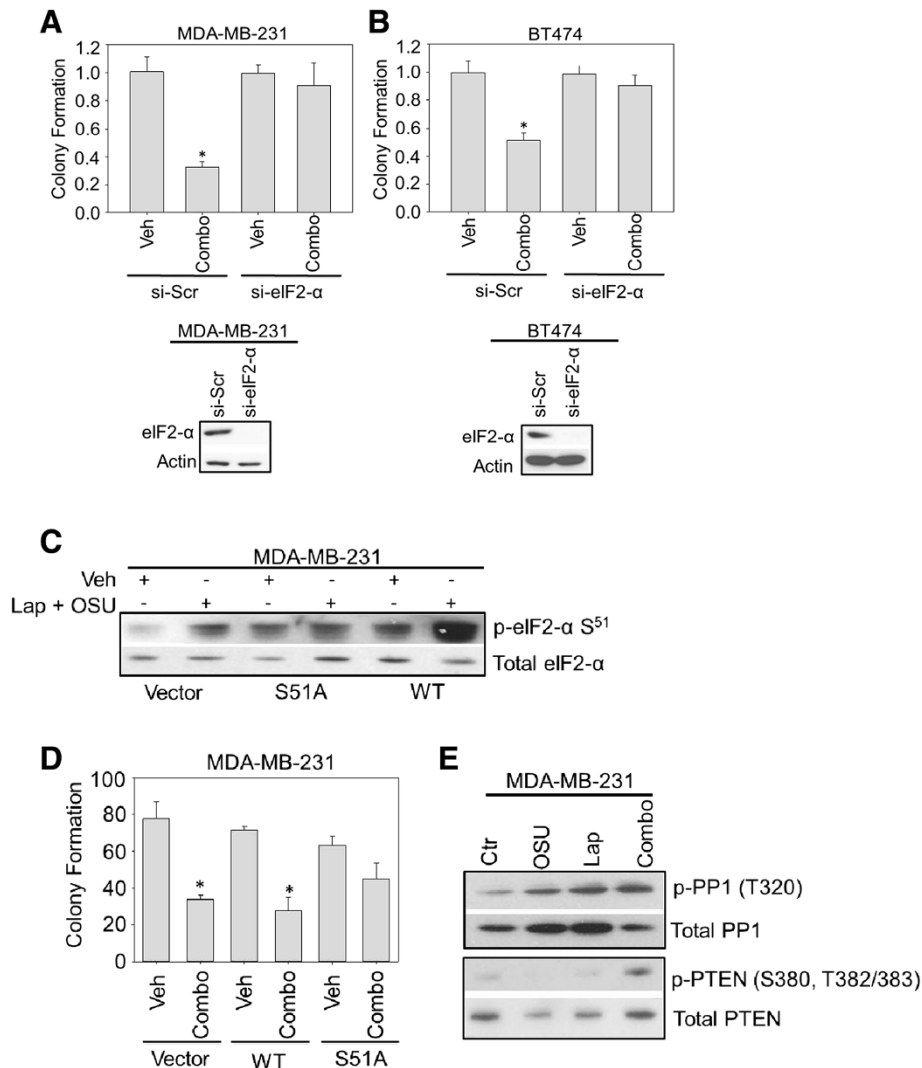 A
MDA-MB-231
Colony Formation
1.2
1.0
0.8
0.6
0.4
0.2
0.0
*
Veh
Combo
Veh
Combo
si-Scr
si-eIF2-α
MDA-MB-231
si-Scr
si-eIF2-α
eIF2-α
Actin
B
BT474
Colony Formation
1.2
1.0
0.8
0.6
0.4
0.2
0.0
*
Veh
Combo
Veh
Combo
si-Scr
si-eIF2-α
BT474
si-Scr
si-eIF2-α
eIF2-α
Actin
C
MDA-MB-231
Veh + - + - + -
Lap + OSU - + - + - +
p-eIF2-α S51
Total eIF2-α
Vector S51A WT
D
MDA-MB-231
Colony Formation
100
80
60
40
20
0
*
*
Veh
Combo
Veh
Combo
Veh
Combo
Vector
WT
S51A
E
MDA-MB-231
Ctr
OSU
Lap
Combo
p-PP1 (T320)
Total PP1
p-PTEN (S380, T382/383)
Total PTEN